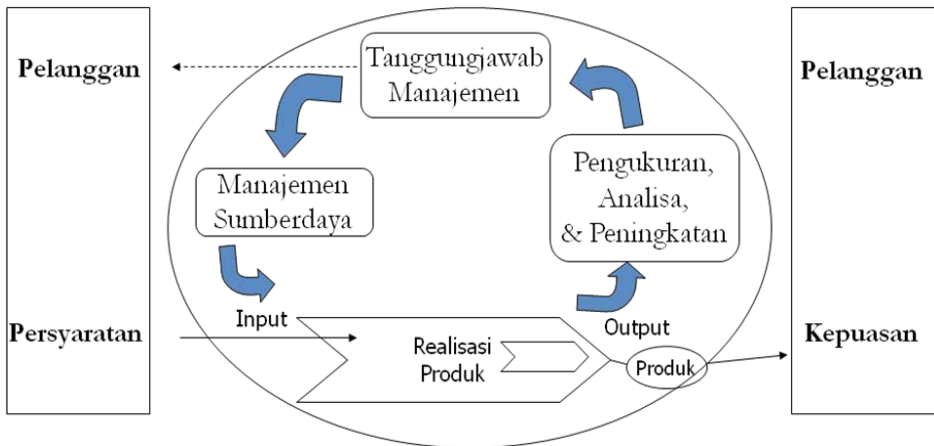 Pelanggan
Persyaratan
Tanggungjawab
Manajemen
Manajemen
Sumberdaya
Pengukuran,
Analisa,
& Peningkatan
Input
Realisasi
Produk
Output
Produk
Pelanggan
Kepuasan